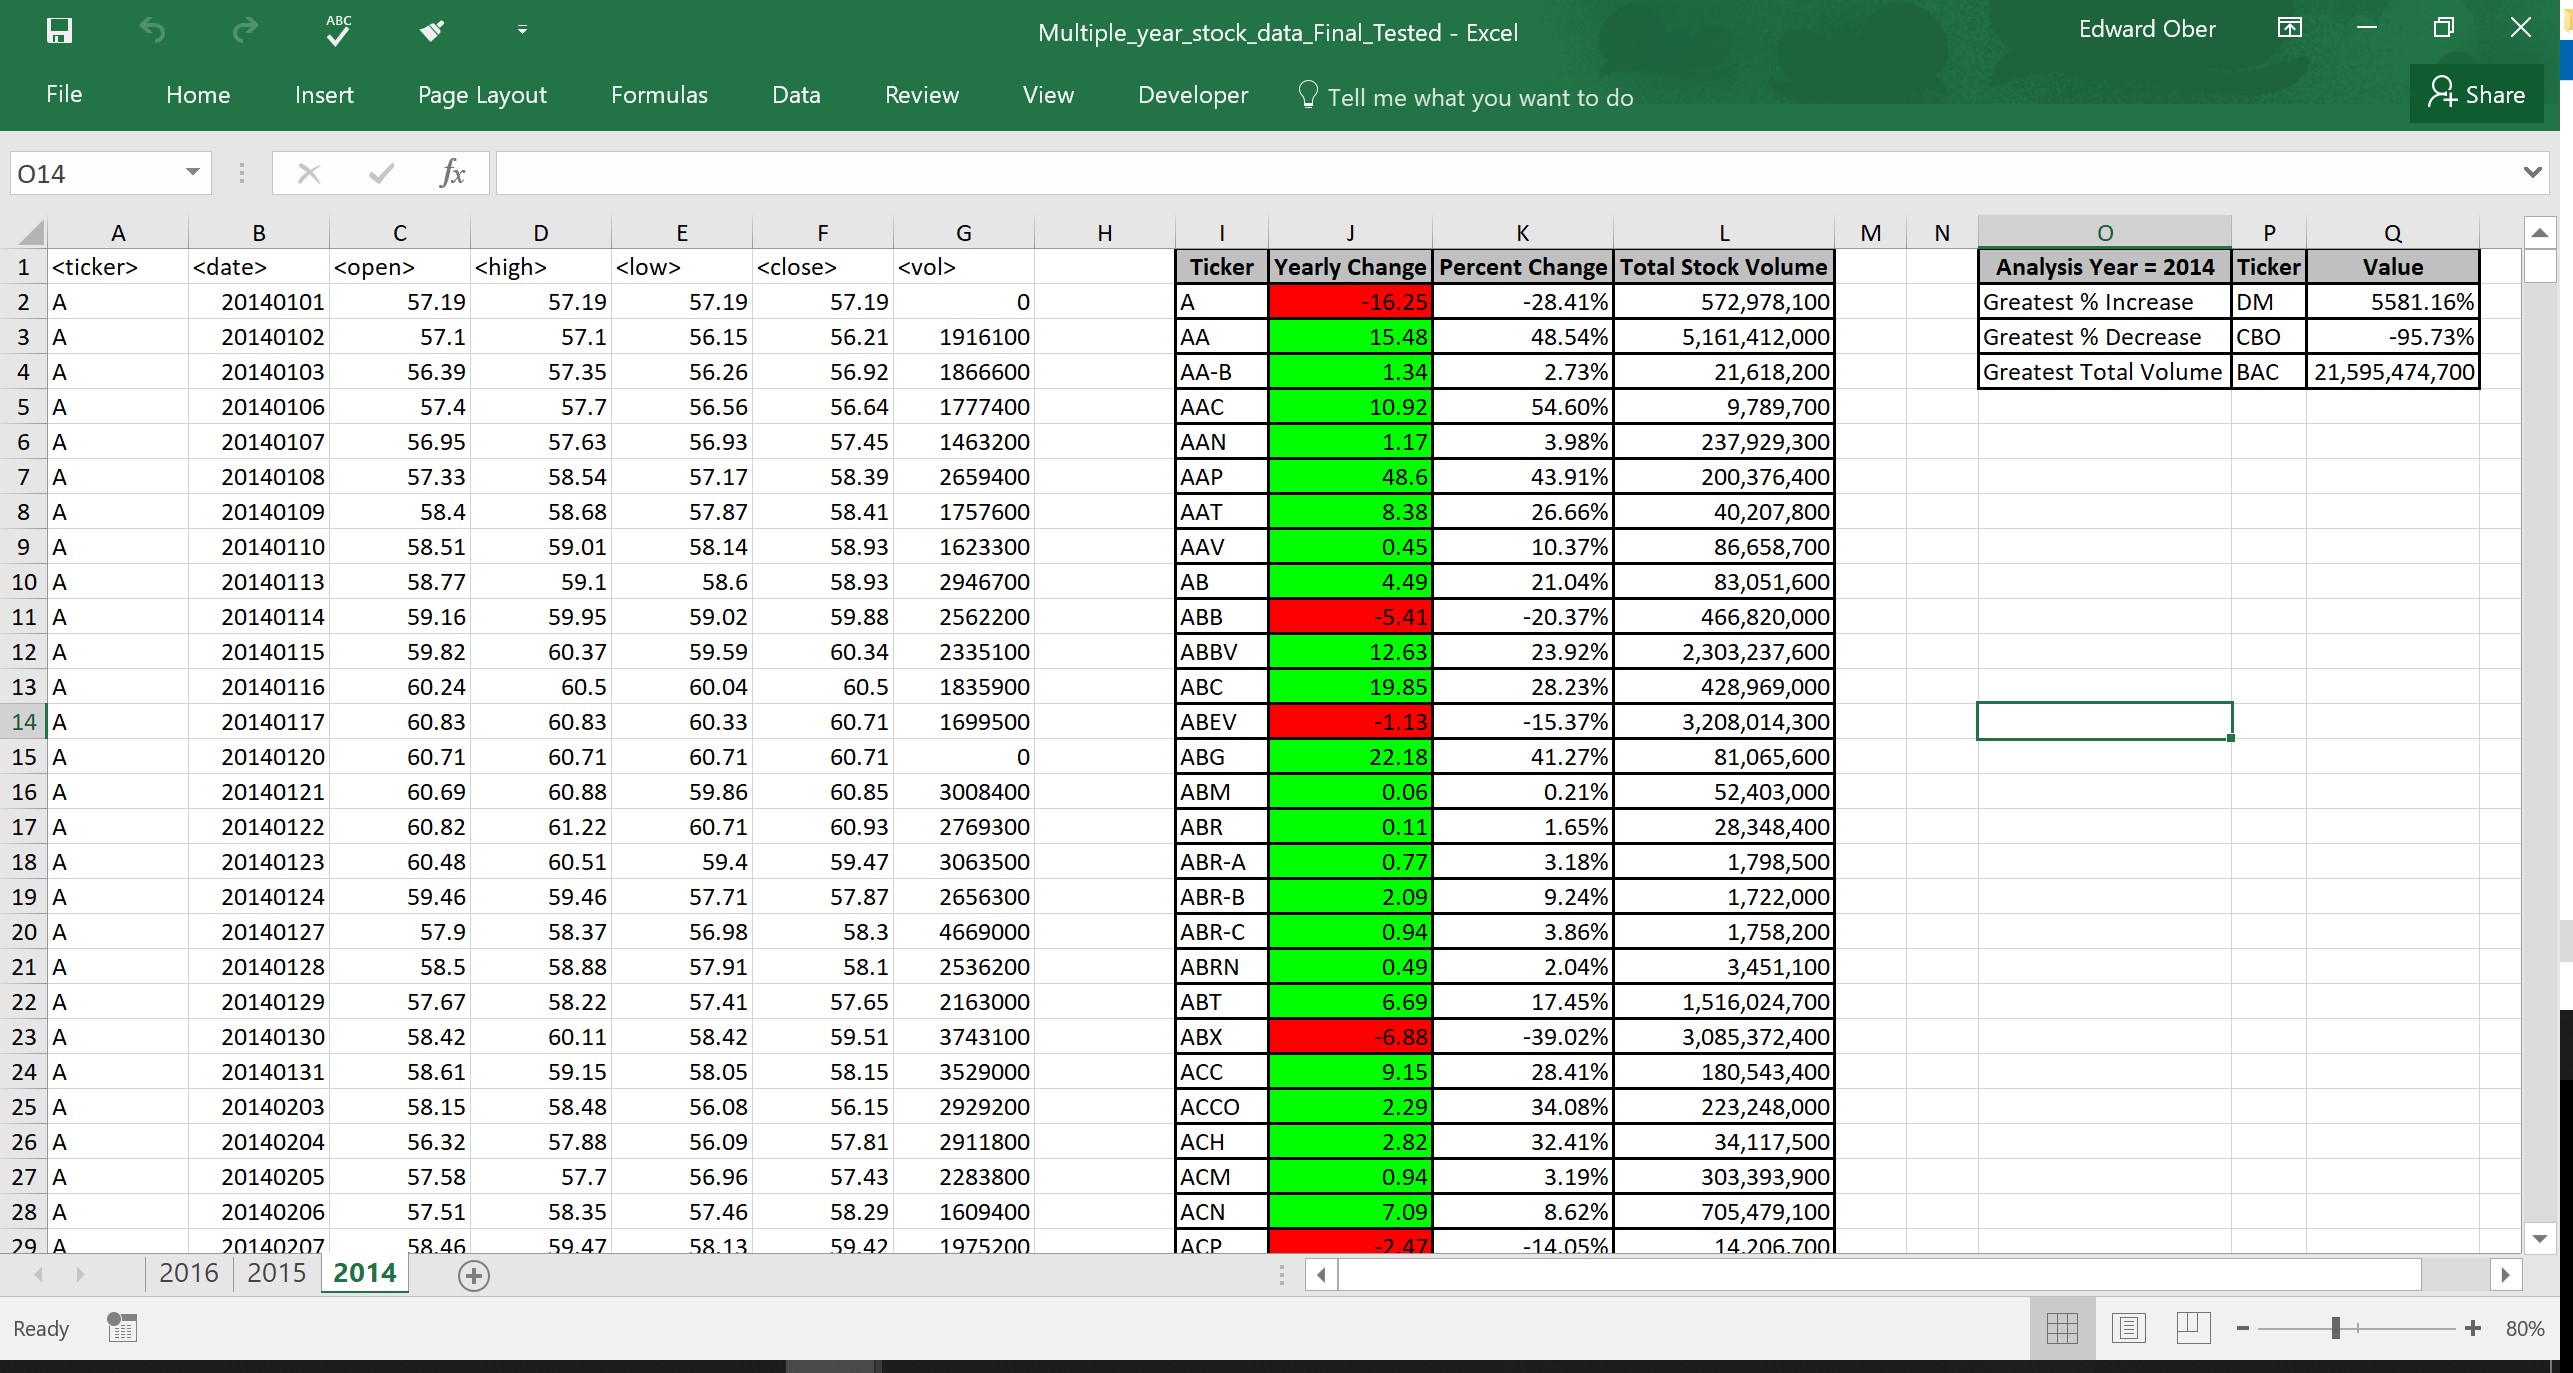 ABC
Multiple_year_stock_data_Final_Tested - Excel
Edward Ober
File Home Insert Page Layout Formulas Data Review View Developer Tell me what you want to do Share
O14 fx
A B C D E F G H I J K L M N O P Q
1 <ticker> <date> <open> <high> <low> <close> <vol> Ticker Yearly Change Percent Change Total Stock Volume Analysis Year = 2014 Ticker Value
2 A 20140101 57.19 57.19 57.19 57.19 0 A -16.25 -28.41% 572,978,100 Greatest % Increase DM 5581.16%
3 A 20140102 57.1 57.1 56.15 56.21 1916100 AA 15.48 48.54% 5,161,412,000 Greatest % Decrease CBO -95.73%
4 A 20140103 56.39 57.35 56.26 56.92 1866600 AA-B 1.34 2.73% 21,618,200 Greatest Total Volume BAC 21,595,474,700
5 A 20140106 57.4 57.7 56.56 56.64 1777400 AAC 10.92 54.60% 9,789,700
6 A 20140107 56.95 57.63 56.93 57.45 1463200 AAN 1.17 3.98% 237,929,300
7 A 20140108 57.33 58.54 57.17 58.39 2659400 AAP 48.6 43.91% 200,376,400
8 A 20140109 58.4 58.68 57.87 58.41 1757600 AAT 8.38 26.66% 40,207,800
9 A 20140110 58.51 59.01 58.14 58.93 1623300 AAV 0.45 10.37% 86,658,700
10 A 20140113 58.77 59.1 58.6 58.93 2946700 AB 4.49 21.04% 83,051,600
11 A 20140114 59.16 59.95 59.02 59.88 2562200 ABB -5.41 -20.37% 466,820,000
12 A 20140115 59.82 60.37 59.59 60.34 2335100 ABBV 12.63 23.92% 2,303,237,600
13 A 20140116 60.24 60.5 60.04 60.5 1835900 ABC 19.85 28.23% 428,969,000
14 A 20140117 60.83 60.83 60.33 60.71 1699500 ABEV -1.13 -15.37% 3,208,014,300
15 A 20140120 60.71 60.71 60.71 60.71 0 ABG 22.18 41.27% 81,065,600
16 A 20140121 60.69 60.88 59.86 60.85 3008400 ABM 0.06 0.21% 52,403,000
17 A 20140122 60.82 61.22 60.71 60.93 2769300 ABR 0.11 1.65% 28,348,400
18 A 20140123 60.48 60.51 59.4 59.47 3063500 ABR-A 0.77 3.18% 1,798,500
19 A 20140124 59.46 59.46 57.71 57.87 2656300 ABR-B 2.09 9.24% 1,722,000
20 A 20140127 57.9 58.37 56.98 58.3 4669000 ABR-C 0.94 3.86% 1,758,200
21 A 20140128 58.5 58.88 57.91 58.1 2536200 ABRN 0.49 2.04% 3,451,100
22 A 20140129 57.67 58.22 57.41 57.65 2163000 ABT 6.69 17.45% 1,516,024,700
23 A 20140130 58.42 60.11 58.42 59.51 3743100 ABX -6.88 -39.02% 3,085,372,400
24 A 20140131 58.61 59.15 58.05 58.15 3529000 ACC 9.15 28.41% 180,543,400
25 A 20140203 58.15 58.48 56.08 56.15 2929200 ACCO 2.29 34.08% 223,248,000
26 A 20140204 56.32 57.88 56.09 57.81 2911800 ACH 2.82 32.41% 34,117,500
27 A 20140205 57.58 57.7 56.96 57.43 2283800 ACM 0.94 3.19% 303,393,900
28 A 20140206 57.51 58.35 57.46 58.29 1609400 ACN 7.09 8.62% 705,479,100
29 A 20140207 58.46 59.47 58.13 59.42 1975200 ACP -2.47 -14.05% 14,206,700
2016 2015 2014
Ready 80%